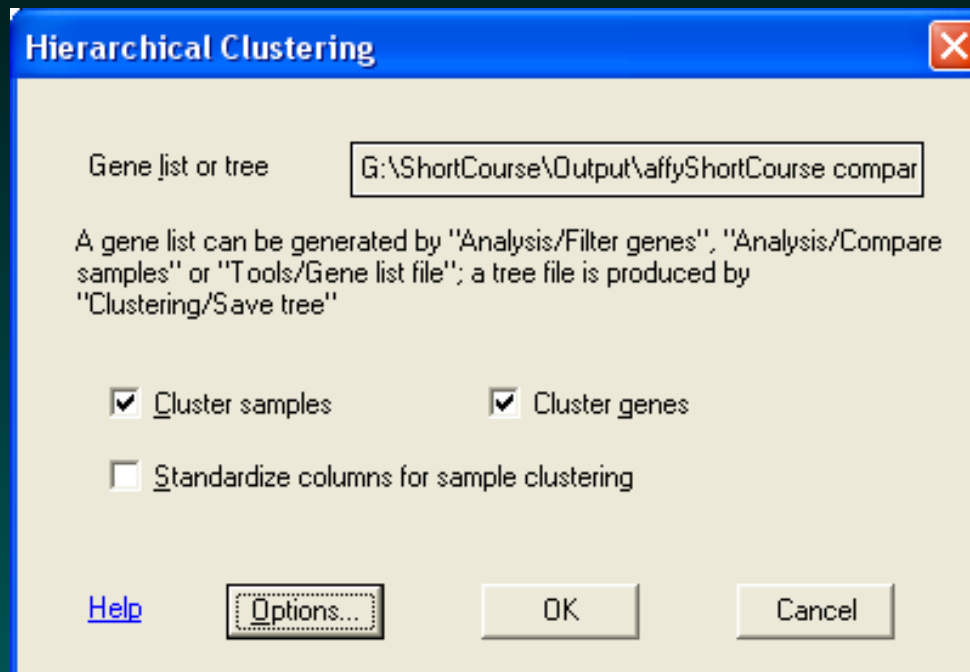 Hierarchical Clustering
Gene list or tree
G:\ShortCourse\Output\affyShortCourse compar
A gene list can be generated by "Analysis/Filter genes", "Analysis/Compare
samples" or "Tools/Gene list file"; a tree file is produced by
"Clustering/Save tree"
Cluster samples
Cluster genes
Standardize columns for sample clustering
Help
Options...
OK
Cancel